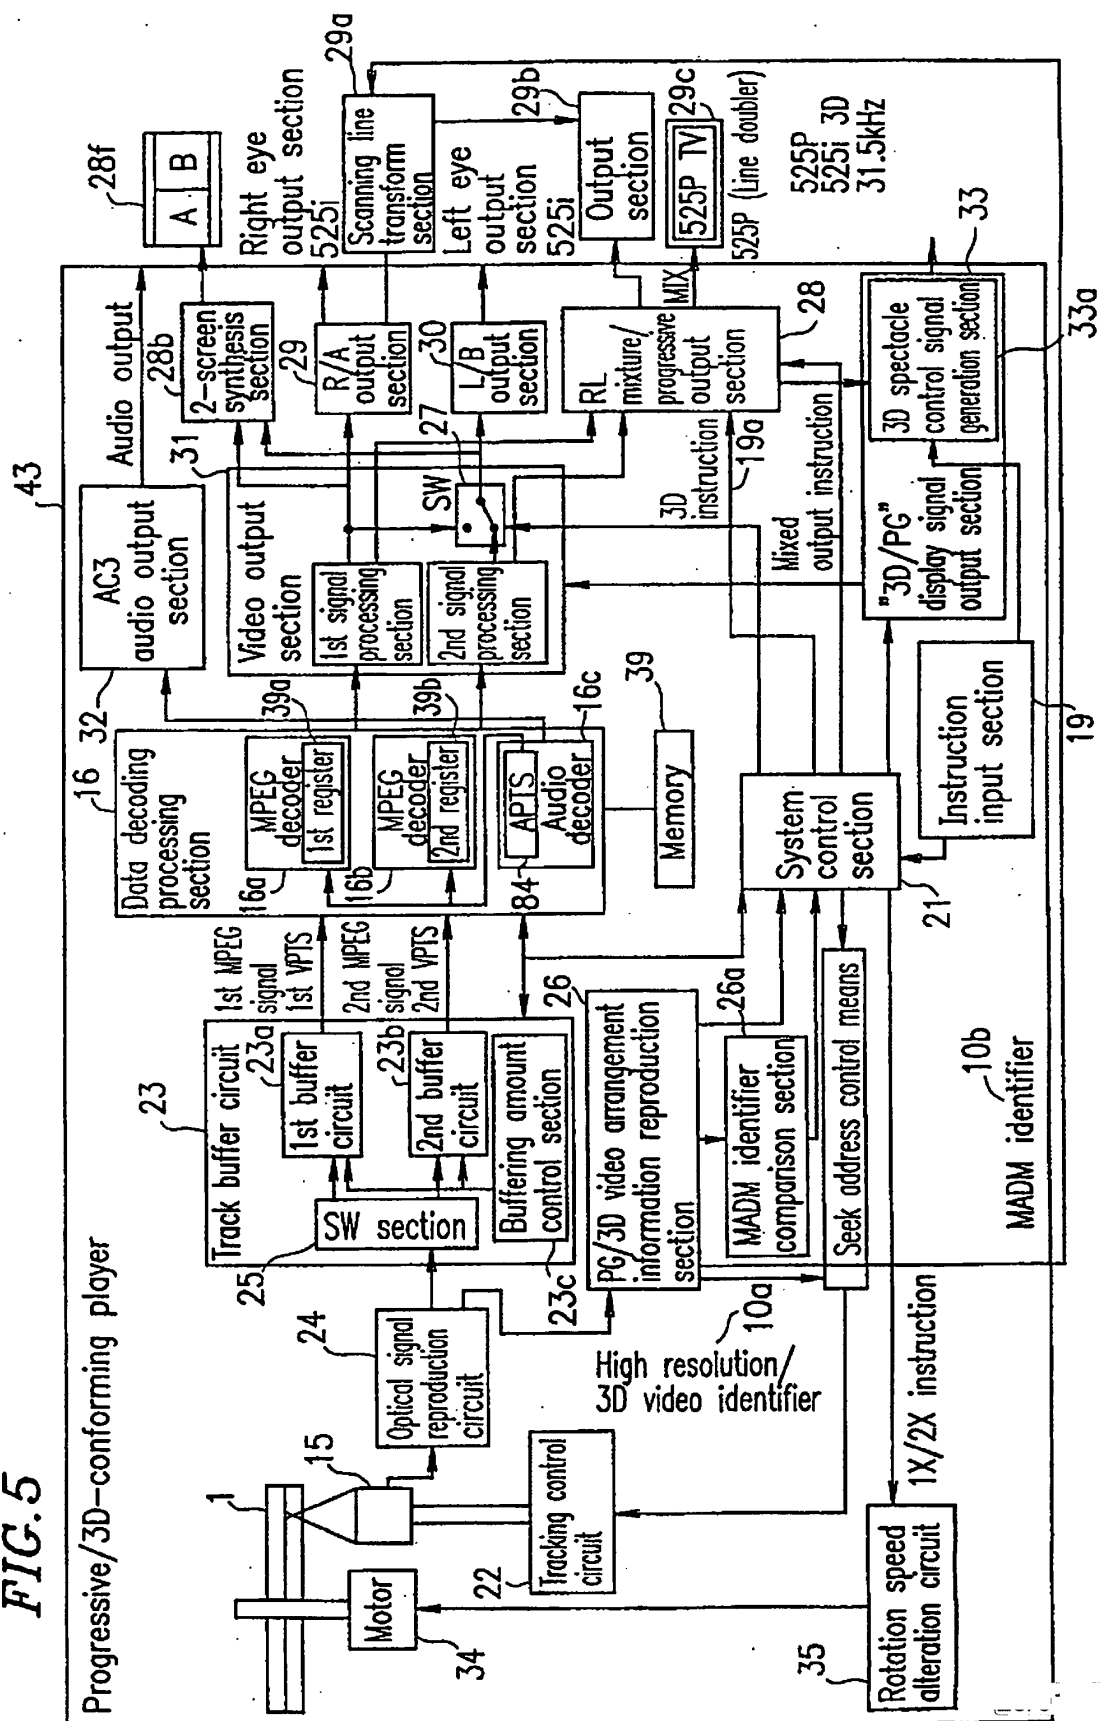 FIG.5
Progressive/3D-conforming player
43
1
15
Motor
34
22
Tracking control
circuit
35
Rotation speed
alteration circuit
1X/2X instruction
24
Optical signal
reproduction
circuit
High resolution/
3D video identifier
10a
23
Track buffer circuit
25
SW section
23a
1st buffer
circuit
23b
2nd buffer
circuit
23c
Buffering amount
control section
26
PG/3D video arrangement
information reproduction
section
26a
MADM identifier
comparison section
Seek address control means
10b
MADM identifier
1st MPEG
signal
1st VPTS
2nd MPEG
signal
2nd VPTS
16
Data decoding
processing
section
16a
MPEG
decoder
39a
1st register
16b
MPEG
decoder
39b
2nd register
84
APTS
Audio
decoder
16c
39
Memory
21
System
control
section
19
Instruction
input section
32
AC3
audio output
section
Audio output
31
Video output
section
1st signal
processing
section
2nd signal
processing
section
SW
27
28b
2-screen
synthesis
section
28f
A
B
29
R/A
output
section
30
L/B
output
section
Right eye
output section
525i
Left eye
output
section
525i
29a
Scanning line
transform
section
29b
Output
section
28
RL
mixture/
progressive
output
section
MIX
29c
525P TV
525P (Line doubler)
525P
525i 3D
31.5kHz
3D
instruction
19a
Mixed
output instruction
"3D/PG"
display signal
output section
33
3D spectacle
control signal
generation section
33a